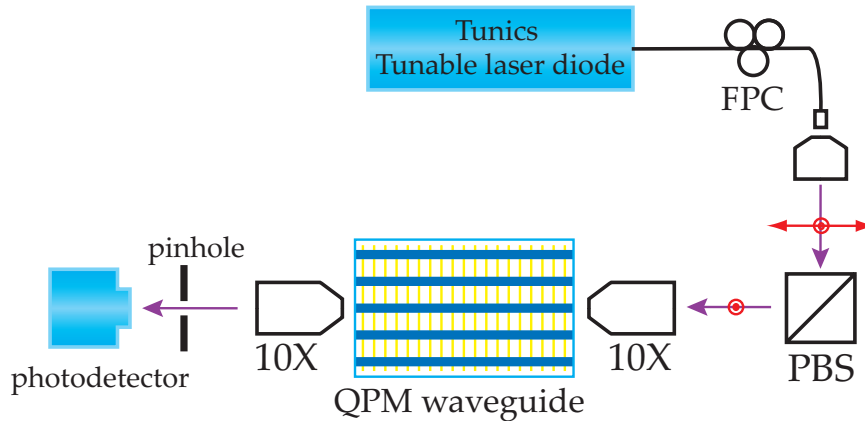 Tunics
Tunable laser diode
FPC
pinhole
photodetector
10X
QPM waveguide
10X
PBS